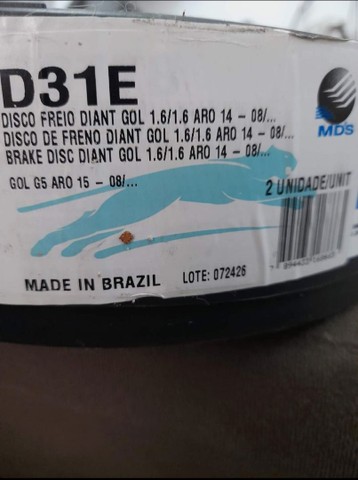 D31E
DISCO FREIO DIANT GOL 1.6/1.6 ARO 14 - 08/...
DISCO DE FRENO DIANT GOL 1.6/1.6 ARO 14 - 08/...
BRAKE DISC DIANT GOL 1.6/1.6 ARO 14 - 08/...
MDS
GOL G5 ARO 15 - 08/...
2 UNIDADE/UNIT
MADE IN BRAZIL
LOTE: 072426